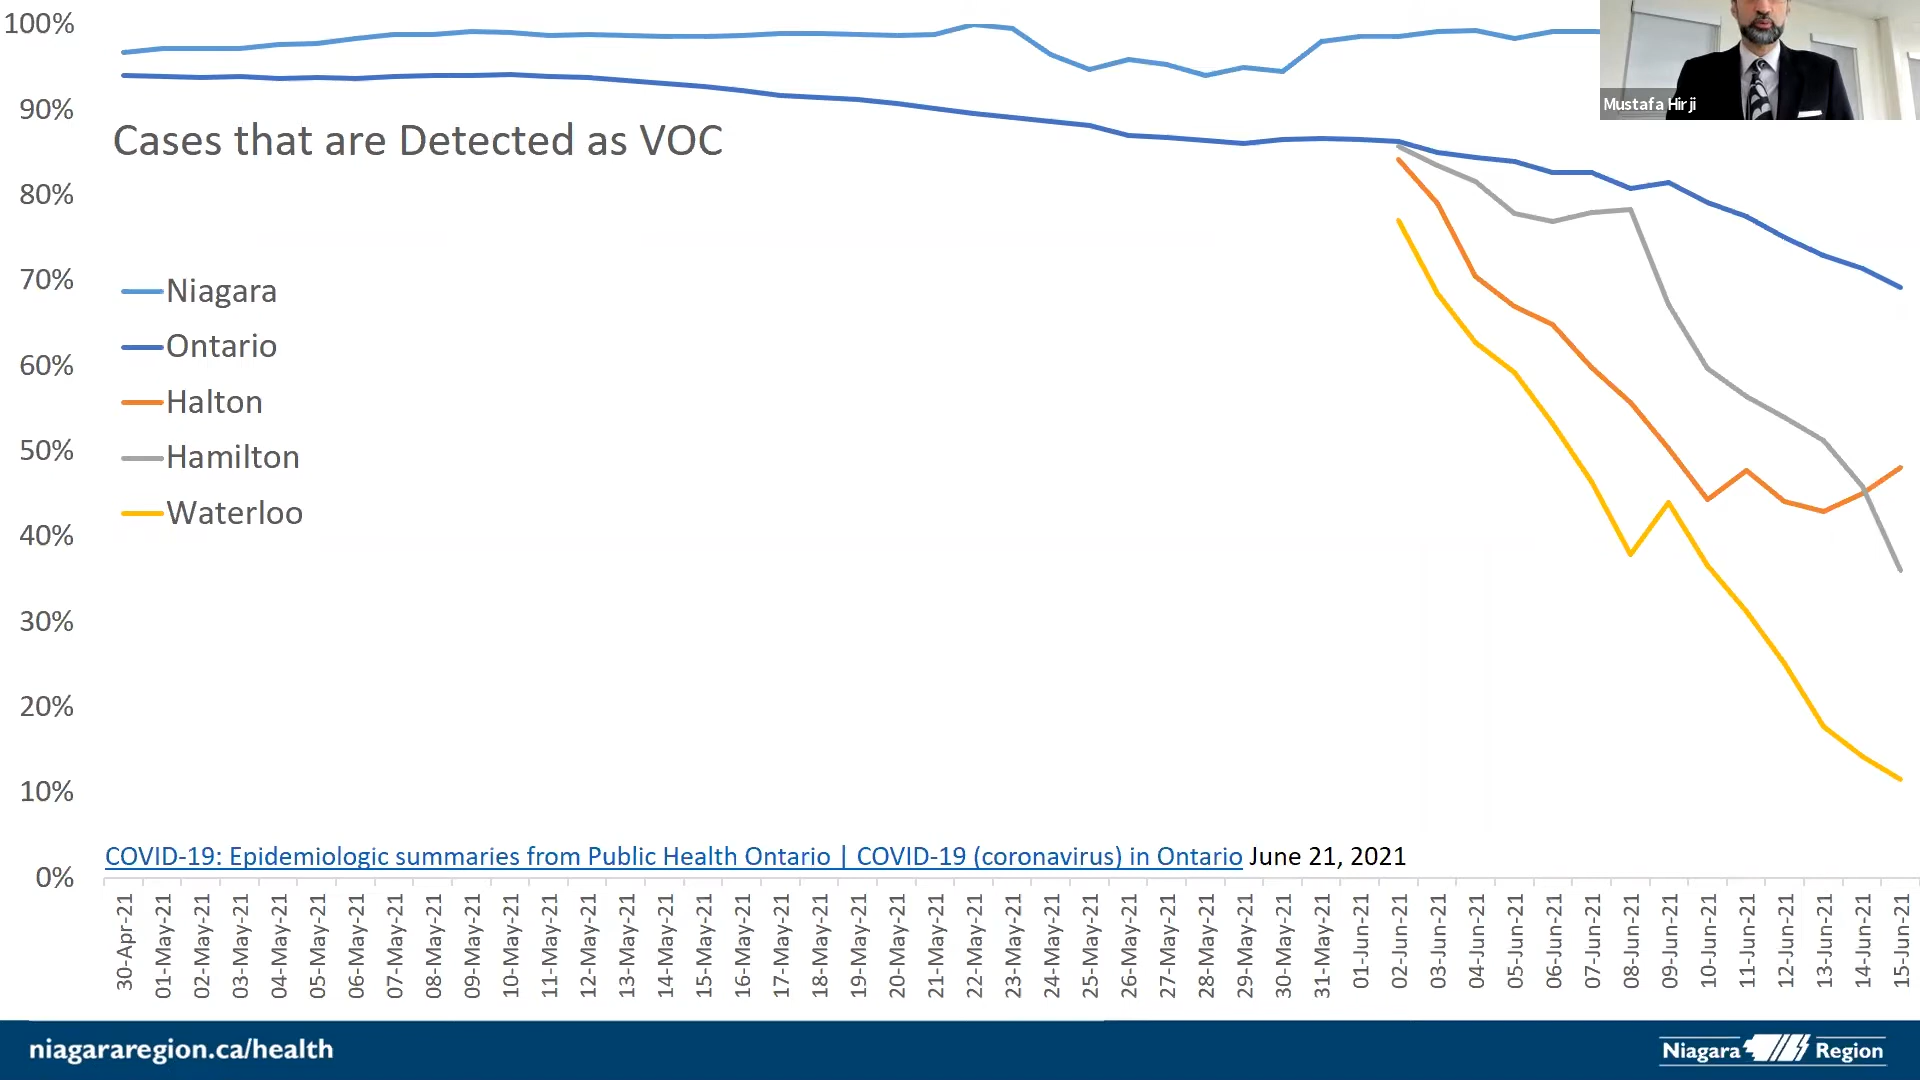 100%
90%
80%
70%
60%
50%
40%
30%
20%
10%
0%
Cases that are Detected as VOC
Niagara
Ontario
Halton
Hamilton
Waterloo
Mustafa Hirji
COVID-19: Epidemiologic summaries from Public Health Ontario | COVID-19 (coronavirus) in Ontario June 21, 2021
30-Apr-21
01-May-21
02-May-21
03-May-21
04-May-21
05-May-21
06-May-21
07-May-21
08-May-21
09-May-21
10-May-21
11-May-21
12-May-21
13-May-21
14-May-21
15-May-21
16-May-21
17-May-21
18-May-21
19-May-21
20-May-21
21-May-21
22-May-21
23-May-21
24-May-21
25-May-21
26-May-21
27-May-21
28-May-21
29-May-21
30-May-21
31-May-21
01-Jun-21
02-Jun-21
03-Jun-21
04-Jun-21
05-Jun-21
06-Jun-21
07-Jun-21
08-Jun-21
09-Jun-21
10-Jun-21
11-Jun-21
12-Jun-21
13-Jun-21
14-Jun-21
15-Jun-21
niagararegion.ca/health
Niagara Region